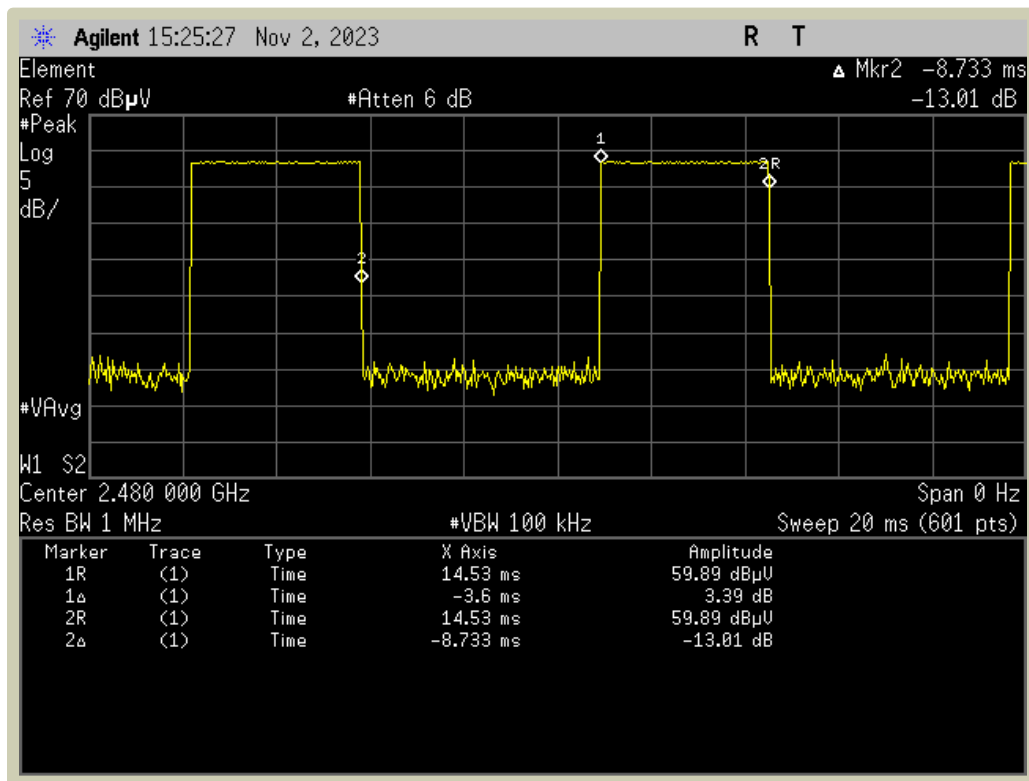 Agilent 15:25:27 Nov 2, 2023 R T
Element ▵ Mkr2 −8.733 ms
Ref 70 dBµV #Atten 6 dB −13.01 dB
#Peak
Log
5
dB/
1
2R
2
#VAvg
W1 S2
Center 2.480 000 GHz Span 0 Hz
Res BW 1 MHz #VBW 100 kHz Sweep 20 ms (601 pts)
Marker Trace Type X Axis Amplitude
1R (1) Time 14.53 ms 59.89 dBµV
1▵ (1) Time −3.6 ms 3.39 dB
2R (1) Time 14.53 ms 59.89 dBµV
2▵ (1) Time −8.733 ms −13.01 dB